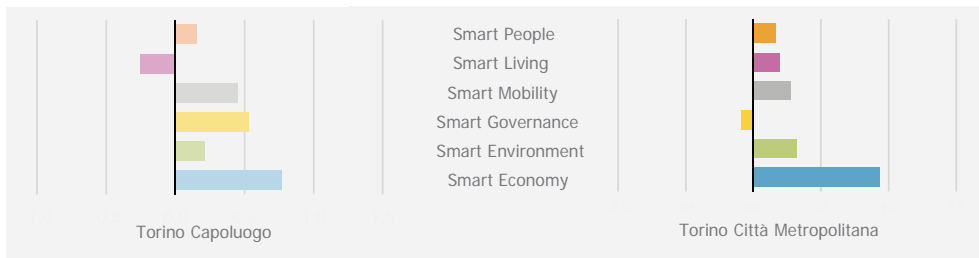 Smart People
Smart Living
Smart Mobility
Smart Governance
Smart Environment
Smart Economy
Torino Capoluogo
Torino Città Metropolitana